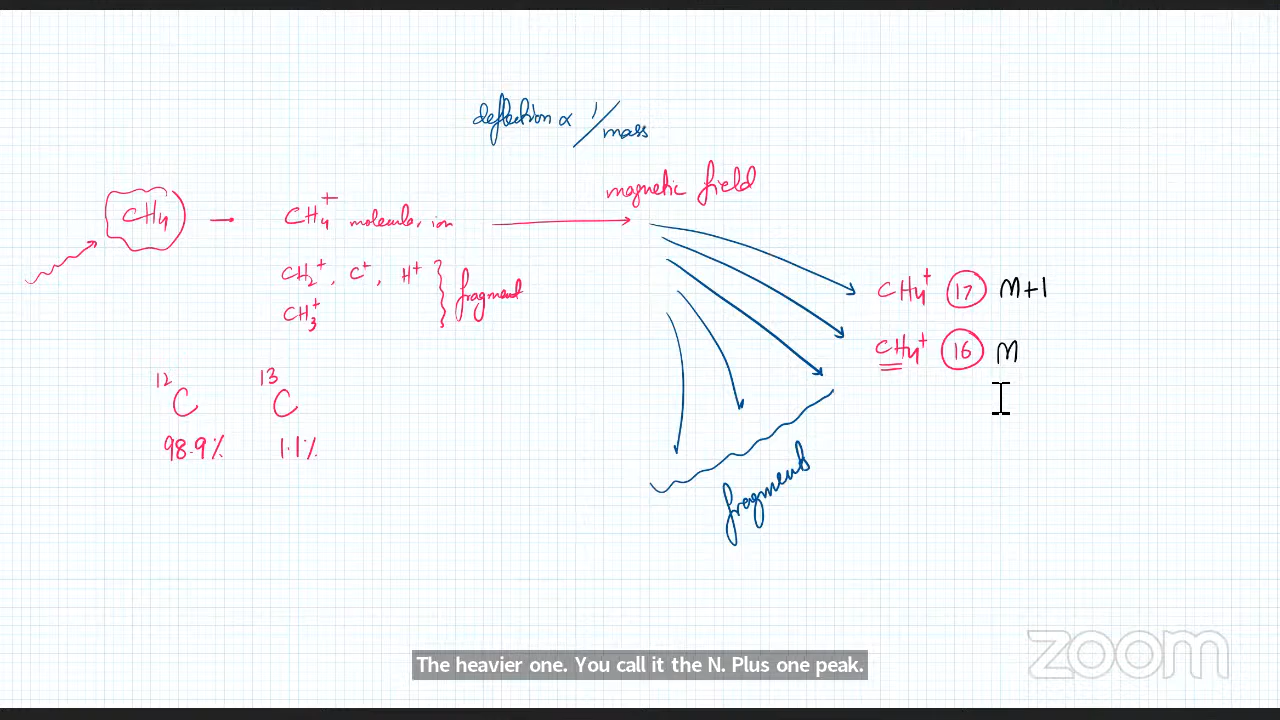 deflection ∝ 1/mass
magnetic field
CH4 → CH4+ molecular ion
CH2+, C+, H+ } fragment
CH3+
CH4+ 17 M+1
CH4+ 16 M
12C 13C
98.9% 1.1%
fragment
The heavier one. You call it the N. Plus one peak.
zoom